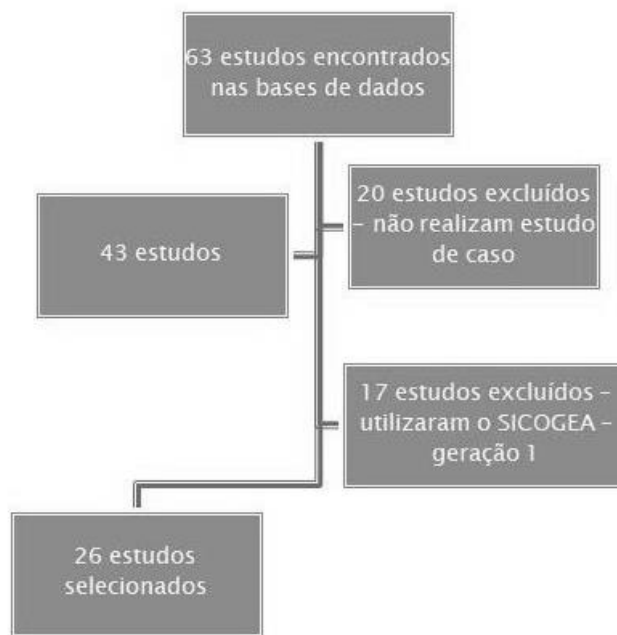 63 estudos encontrados
nas bases de dados
20 estudos excluídos
– não realizam estudo
de caso
43 estudos
17 estudos excluídos –
utilizaram o SICOGEA –
geração 1
26 estudos
selecionados